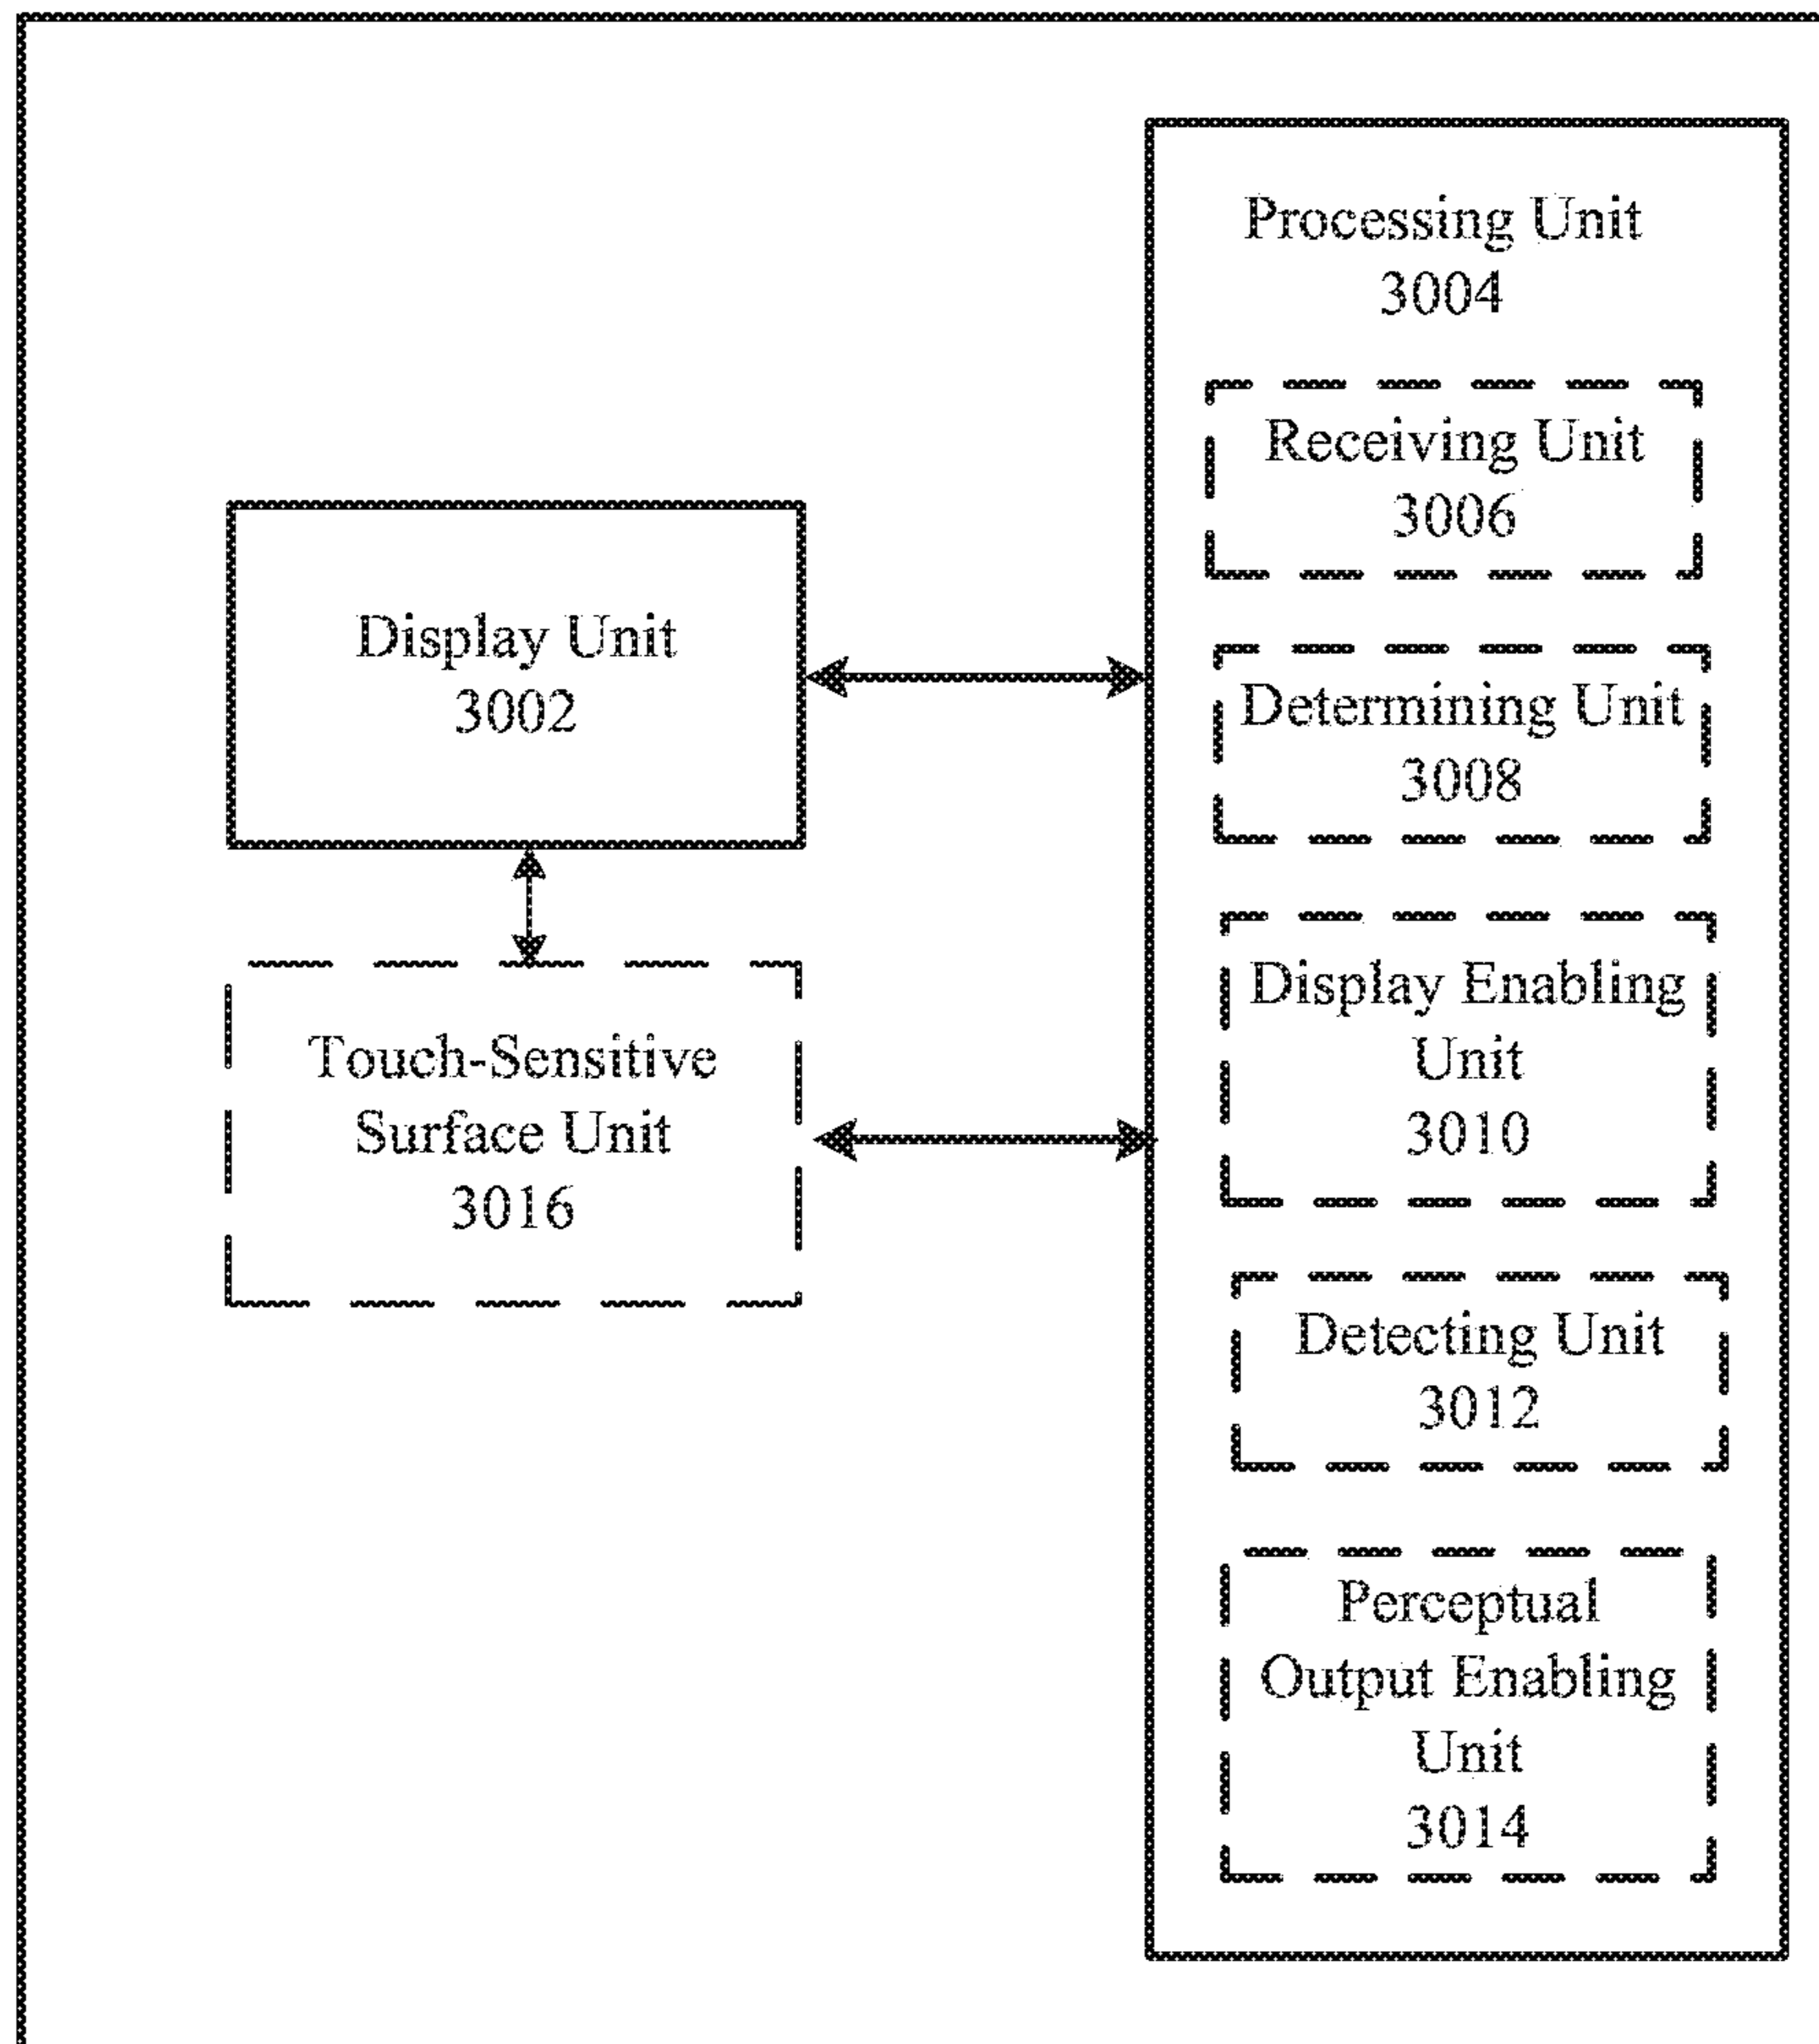 Display Unit
3002
Touch-Sensitive
Surface Unit
3016
Processing Unit
3004
Receiving Unit
3006
Determining Unit
3008
Display Enabling
Unit
3010
Detecting Unit
3012
Perceptual
Output Enabling
Unit
3014